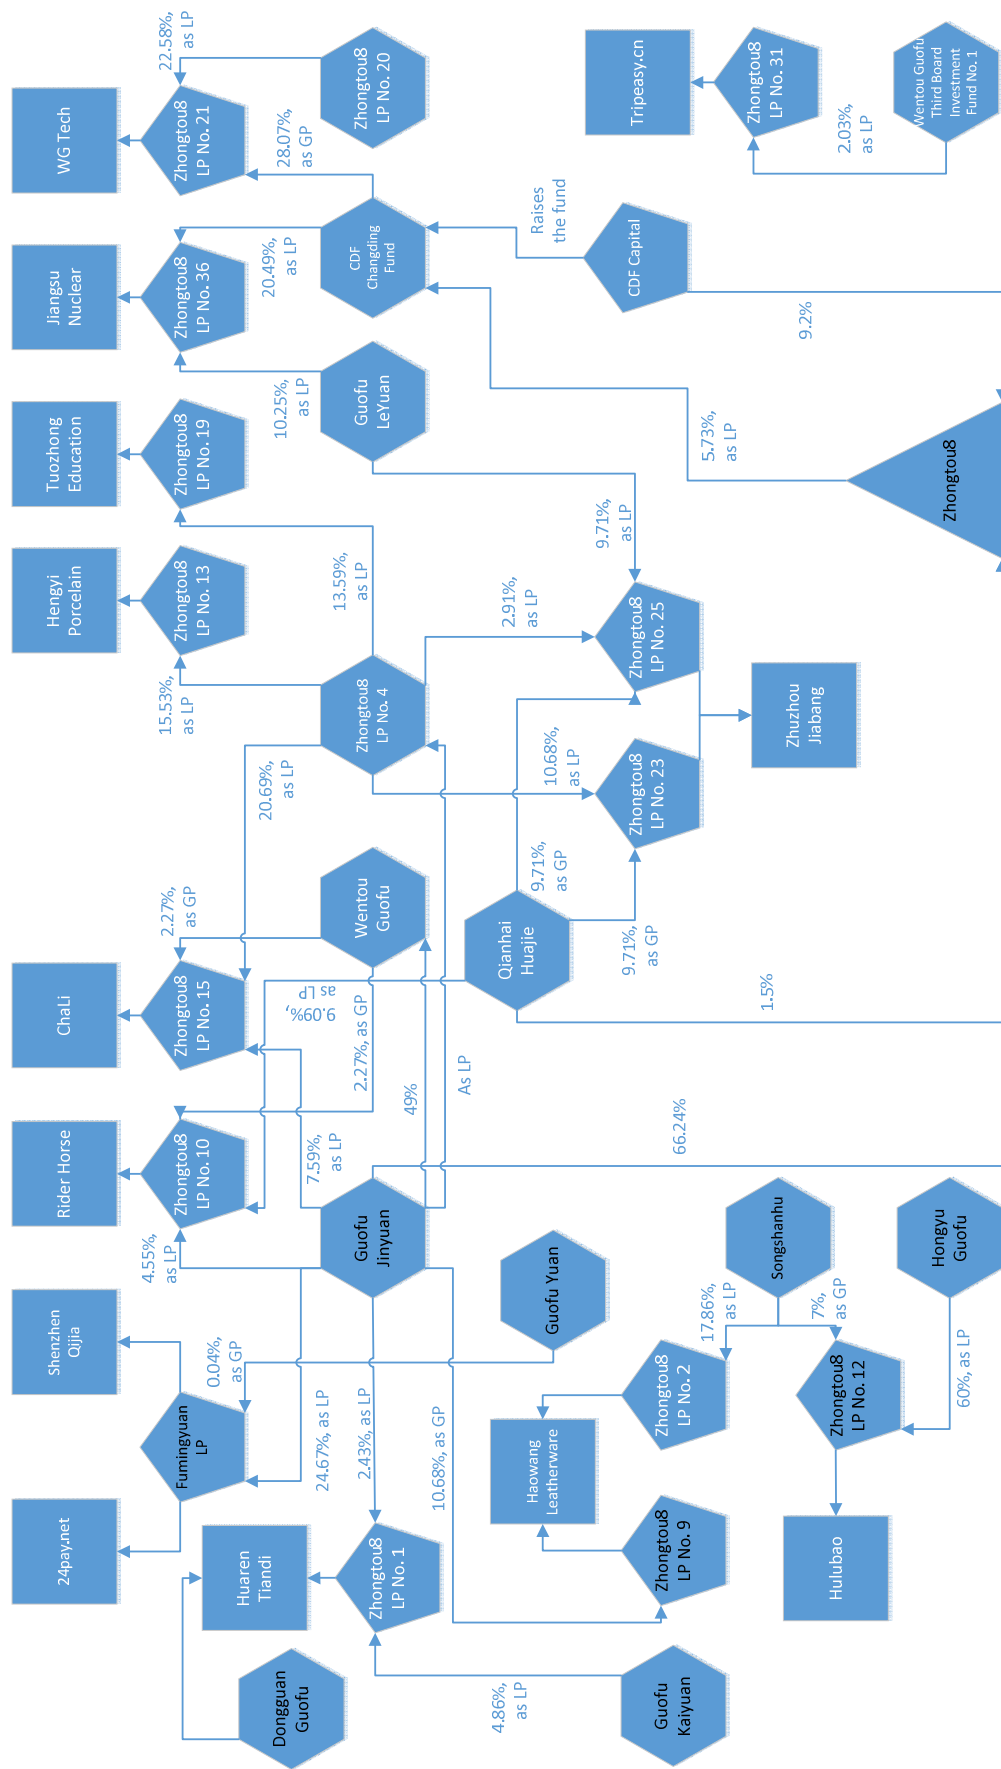 24pay.net
Shenzhen
Qijia
Rider Horse
ChaLi
Hengyi
Porcelain
Tuozhong
Education
Jiangsu
Nuclear
WG Tech
Fumingyuan
LP
Zhongtou8
LP No. 10
Zhongtou8
LP No. 15
Zhongtou8
LP No. 13
Zhongtou8
LP No. 19
Zhongtou8
LP No. 36
Zhongtou8
LP No. 21
4.55%,
as LP
2.27%,
as GP
15.53%,
as LP
22.58%,
as LP
0.04%,
as GP
Huaren
Tiandi
20.69%,
as LP
20.49%,
as LP
28.07%,
as GP
10.25%,
as LP
9.09%,
as LP
7.59%,
as LP
24.67%, as LP
2.27%, as GP
13.59%,
as LP
Dongguan
Guofu
Zhongtou8
LP No. 1
2.43%, as LP
Guofu
Jinyuan
Wentou
Guofu
Zhongtou8
LP No. 4
Guofu
LeYuan
CDF
Changding
Fund
Zhongtou8
LP No. 20
49%
10.68%, as GP
As LP
4.86%,
as LP
Guofu Yuan
Qianhai
Huajie
9.71%,
as GP
10.68%,
as LP
2.91%,
as LP
9.71%,
as LP
Raises
the fund
Haowang
Leatherware
9.71%,
as GP
Guofu
Kaiyuan
Zhongtou8
LP No. 9
Zhongtou8
LP No. 2
Zhongtou8
LP No. 23
Zhongtou8
LP No. 25
CDF Capital
Tripeasy.cn
17.86%,
as LP
66.24%
5.73%,
as LP
Songshanhu
1.5%
Zhuzhou
Jiabang
Zhongtou8
LP No. 31
7%,
as GP
9.2%
Hulubao
Zhongtou8
LP No. 12
2.03%,
as LP
60%, as LP
Hongyu
Guofu
Zhongtou8
Wentou Guofu
Third Board
Investment
Fund No. 1